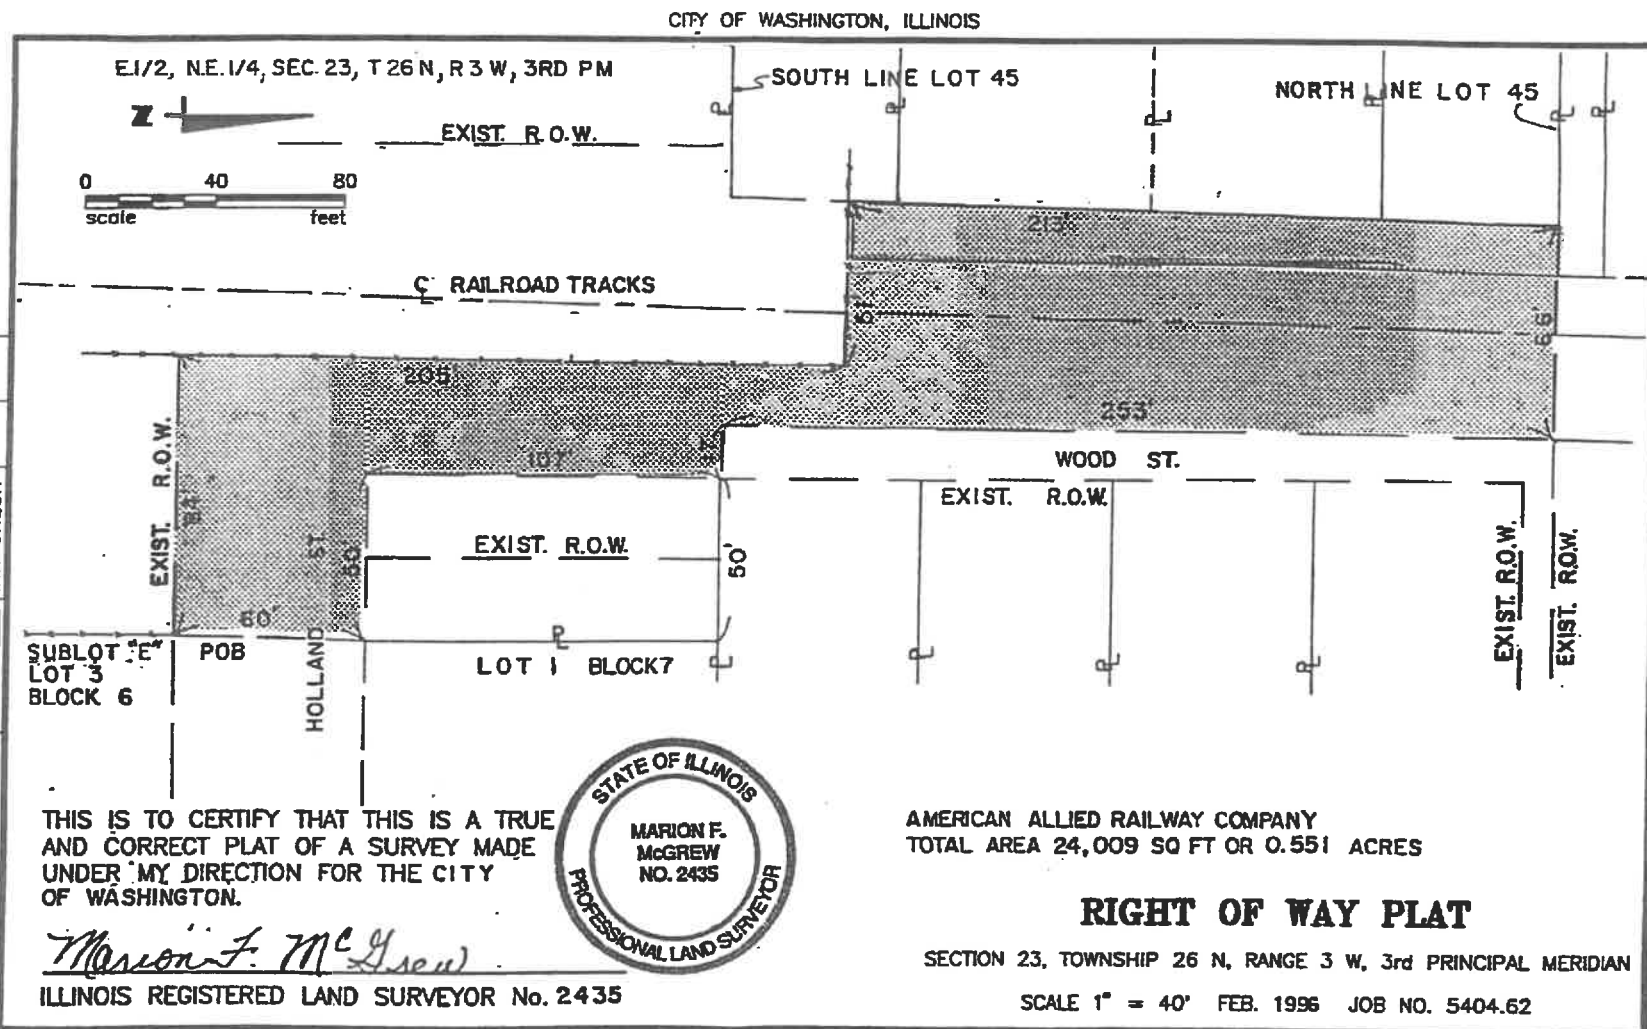 CITY OF WASHINGTON, ILLINOIS
E.1/2, N.E.1/4, SEC. 23, T 26 N, R 3 W, 3RD PM
SOUTH LINE LOT 45
NORTH LINE LOT 45
Z
EXIST. R.O.W.
0 40 80
scale feet
213'
℄ RAILROAD TRACKS
61'
66'
205'
253'
107'
WOOD ST.
EXIST. R.O.W.
EXIST. R.O.W.
84'
HOLLAND ST.
50'
EXIST. R.O.W.
50'
EXIST. R.O.W.
EXIST. R.O.W.
60'
SUBLOT "E"
LOT 3
BLOCK 6
POB
LOT 1 BLOCK 7
THIS IS TO CERTIFY THAT THIS IS A TRUE
AND CORRECT PLAT OF A SURVEY MADE
UNDER MY DIRECTION FOR THE CITY
OF WASHINGTON.
Marion F. McGrew
ILLINOIS REGISTERED LAND SURVEYOR No. 2435
STATE OF ILLINOIS
MARION F.
McGREW
NO. 2435
PROFESSIONAL LAND SURVEYOR
AMERICAN ALLIED RAILWAY COMPANY
TOTAL AREA 24,009 SQ FT OR 0.551 ACRES
RIGHT OF WAY PLAT
SECTION 23, TOWNSHIP 26 N, RANGE 3 W, 3rd PRINCIPAL MERIDIAN
SCALE 1" = 40' FEB. 1996 JOB NO. 5404.62